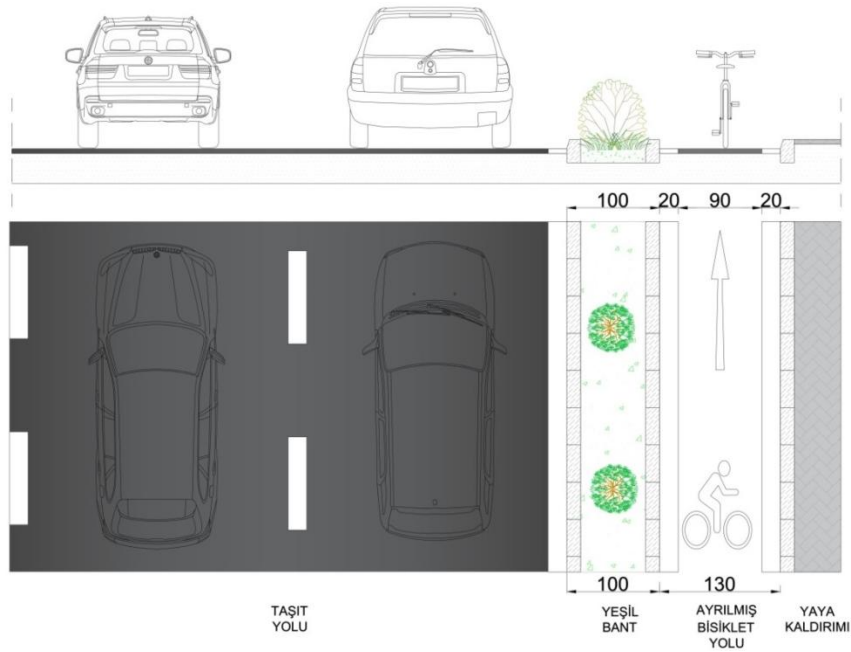 100 20 90 20
100 130
TAŞIT
YOLU
YEŞİL
BANT
AYRILMIŞ
BİSİKLET
YOLU
YAYA
KALDIRIMI